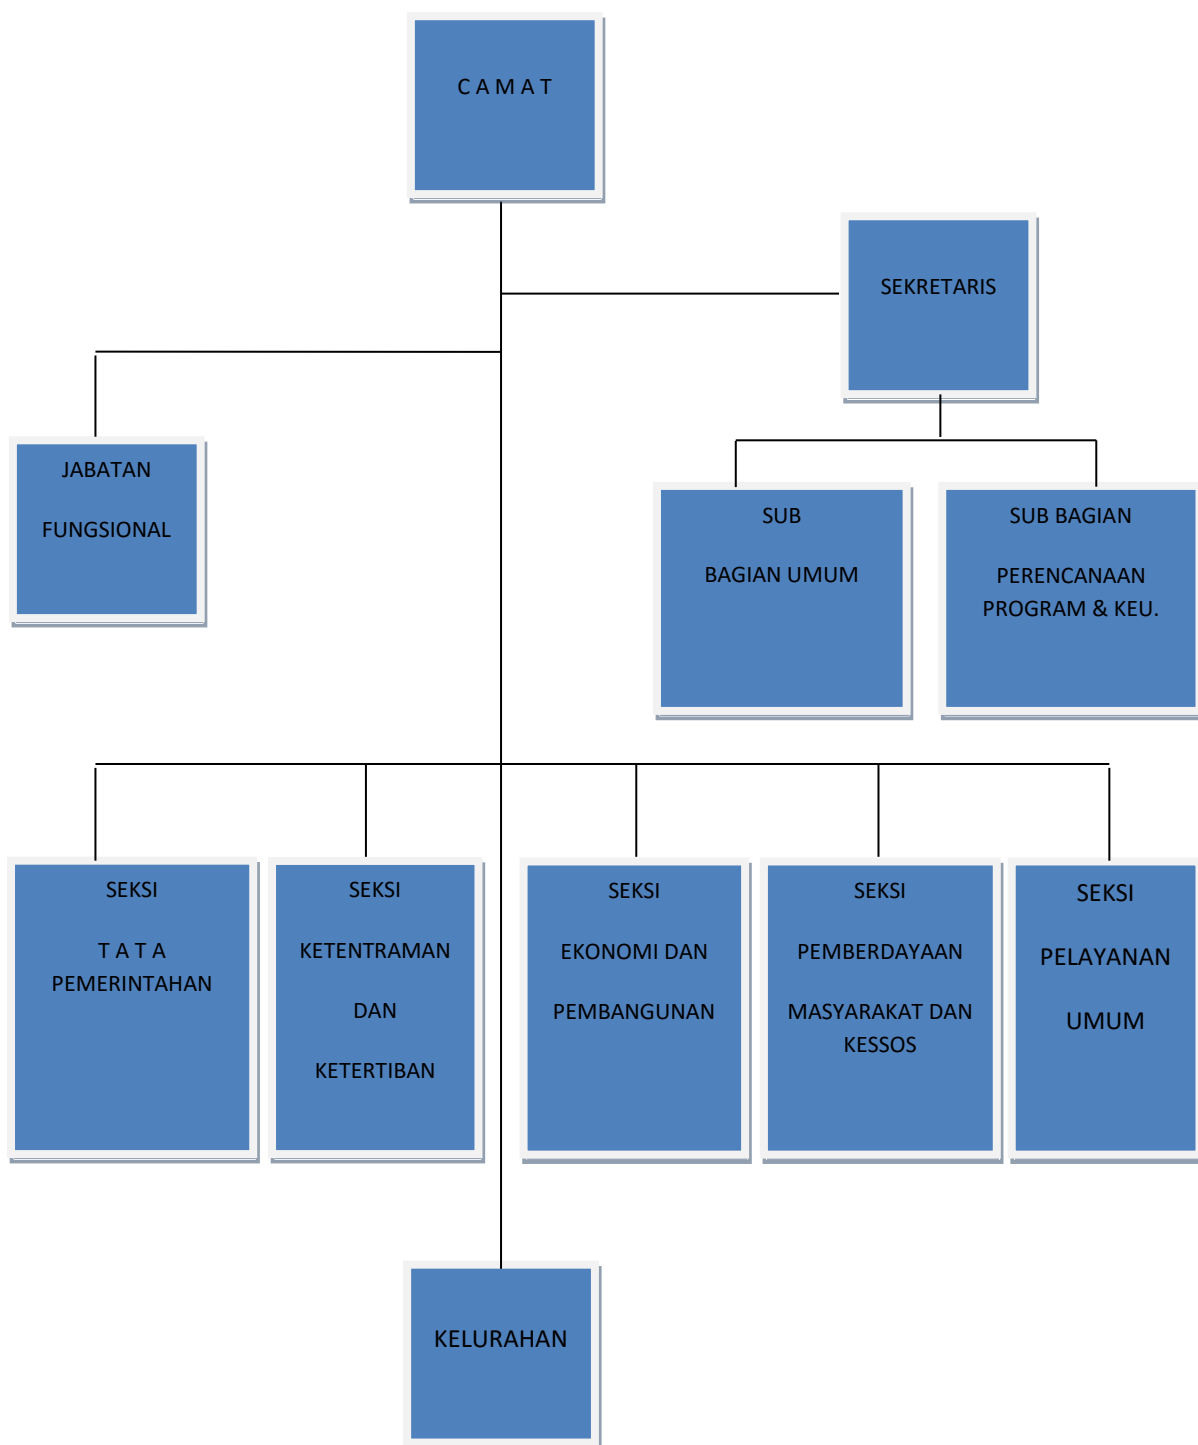 C A M A T
SEKRETARIS
JABATAN
FUNGSIONAL
SUB
BAGIAN UMUM
SUB BAGIAN
PERENCANAAN
PROGRAM & KEU.
SEKSI
T A T A
PEMERINTAHAN
SEKSI
KETENTRAMAN
DAN
KETERTIBAN
SEKSI
EKONOMI DAN
PEMBANGUNAN
SEKSI
PEMBERDAYAAN
MASYARAKAT DAN
KESSOS
SEKSI
PELAYANAN
UMUM
KELURAHAN